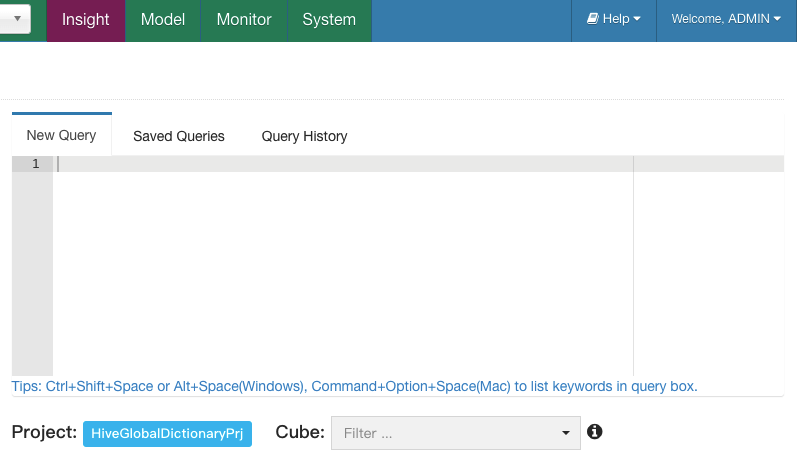 Insight Model Monitor System Help Welcome, ADMIN
New Query Saved Queries Query History
1
Tips: Ctrl+Shift+Space or Alt+Space(Windows), Command+Option+Space(Mac) to list keywords in query box.
Project: HiveGlobalDictionaryPrj Cube: Filter ...